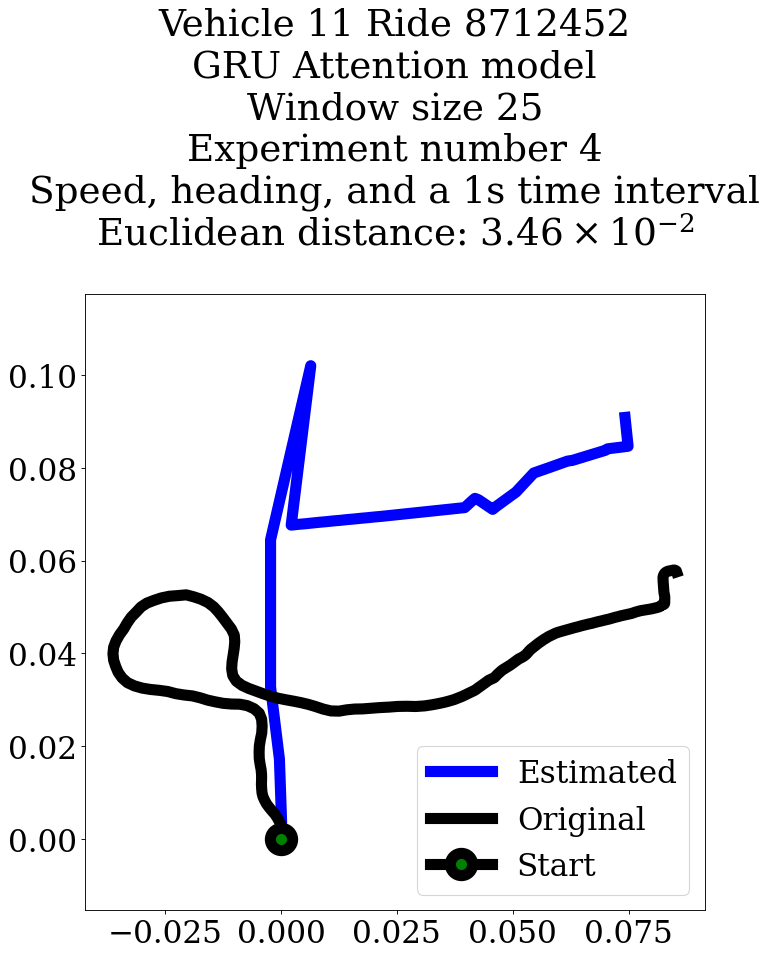 Vehicle 11 Ride 8712452
GRU Attention model
Window size 25
Experiment number 4
Speed, heading, and a 1s time interval
Euclidean distance: 3.46 × 10⁻²
0.10
0.08
0.06
0.04
0.02
0.00
Estimated
Original
Start
−0.025 0.000 0.025 0.050 0.075